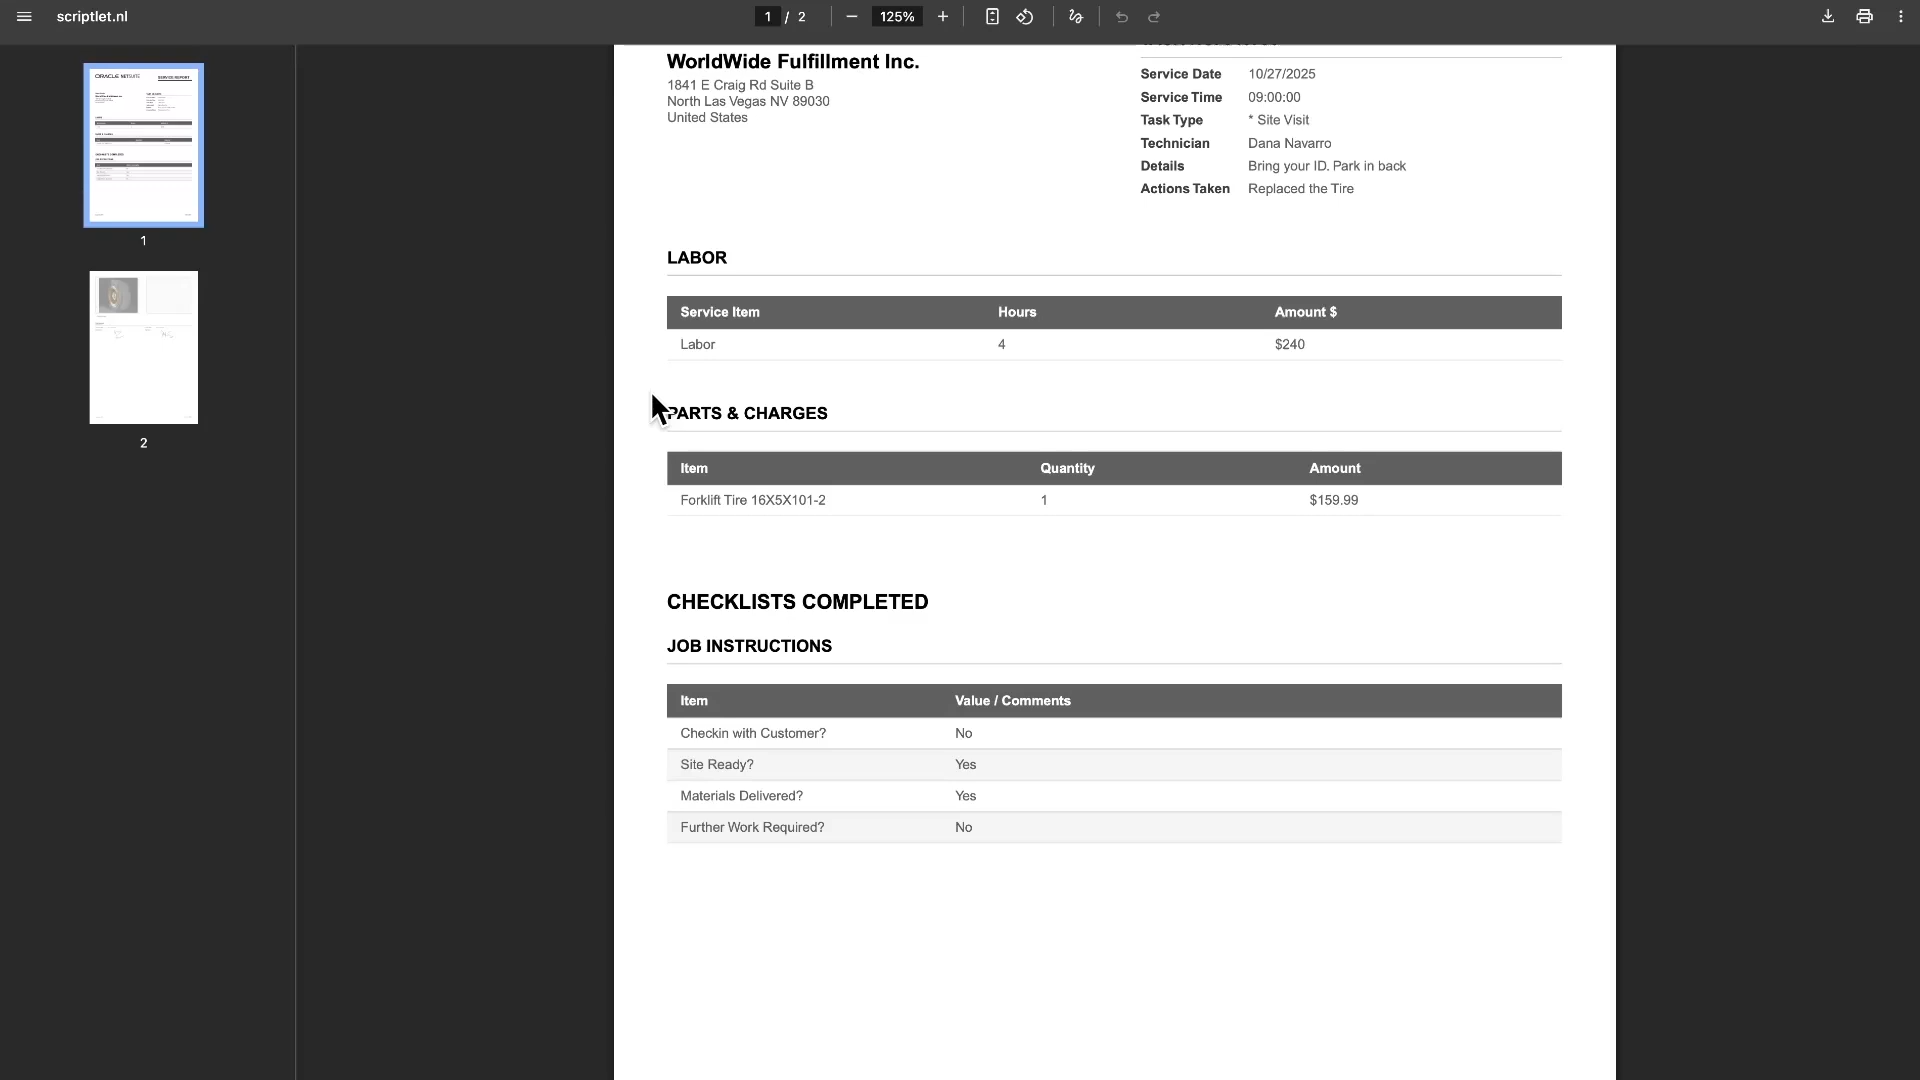 scriptlet.nl
1 / 2
125%
WorldWide Fulfillment Inc.
1841 E Craig Rd Suite B
North Las Vegas NV 89030
United States
Service Date 10/27/2025
Service Time 09:00:00
Task Type * Site Visit
Technician Dana Navarro
Details Bring your ID. Park in back
Actions Taken Replaced the Tire
LABOR
Service Item Hours Amount $
Labor 4 $240
PARTS & CHARGES
Item Quantity Amount
Forklift Tire 16X5X101-2 1 $159.99
CHECKLISTS COMPLETED
JOB INSTRUCTIONS
Item Value / Comments
Checkin with Customer? No
Site Ready? Yes
Materials Delivered? Yes
Further Work Required? No
ORACLE NETSUITE
SERVICE REPORT
1
2